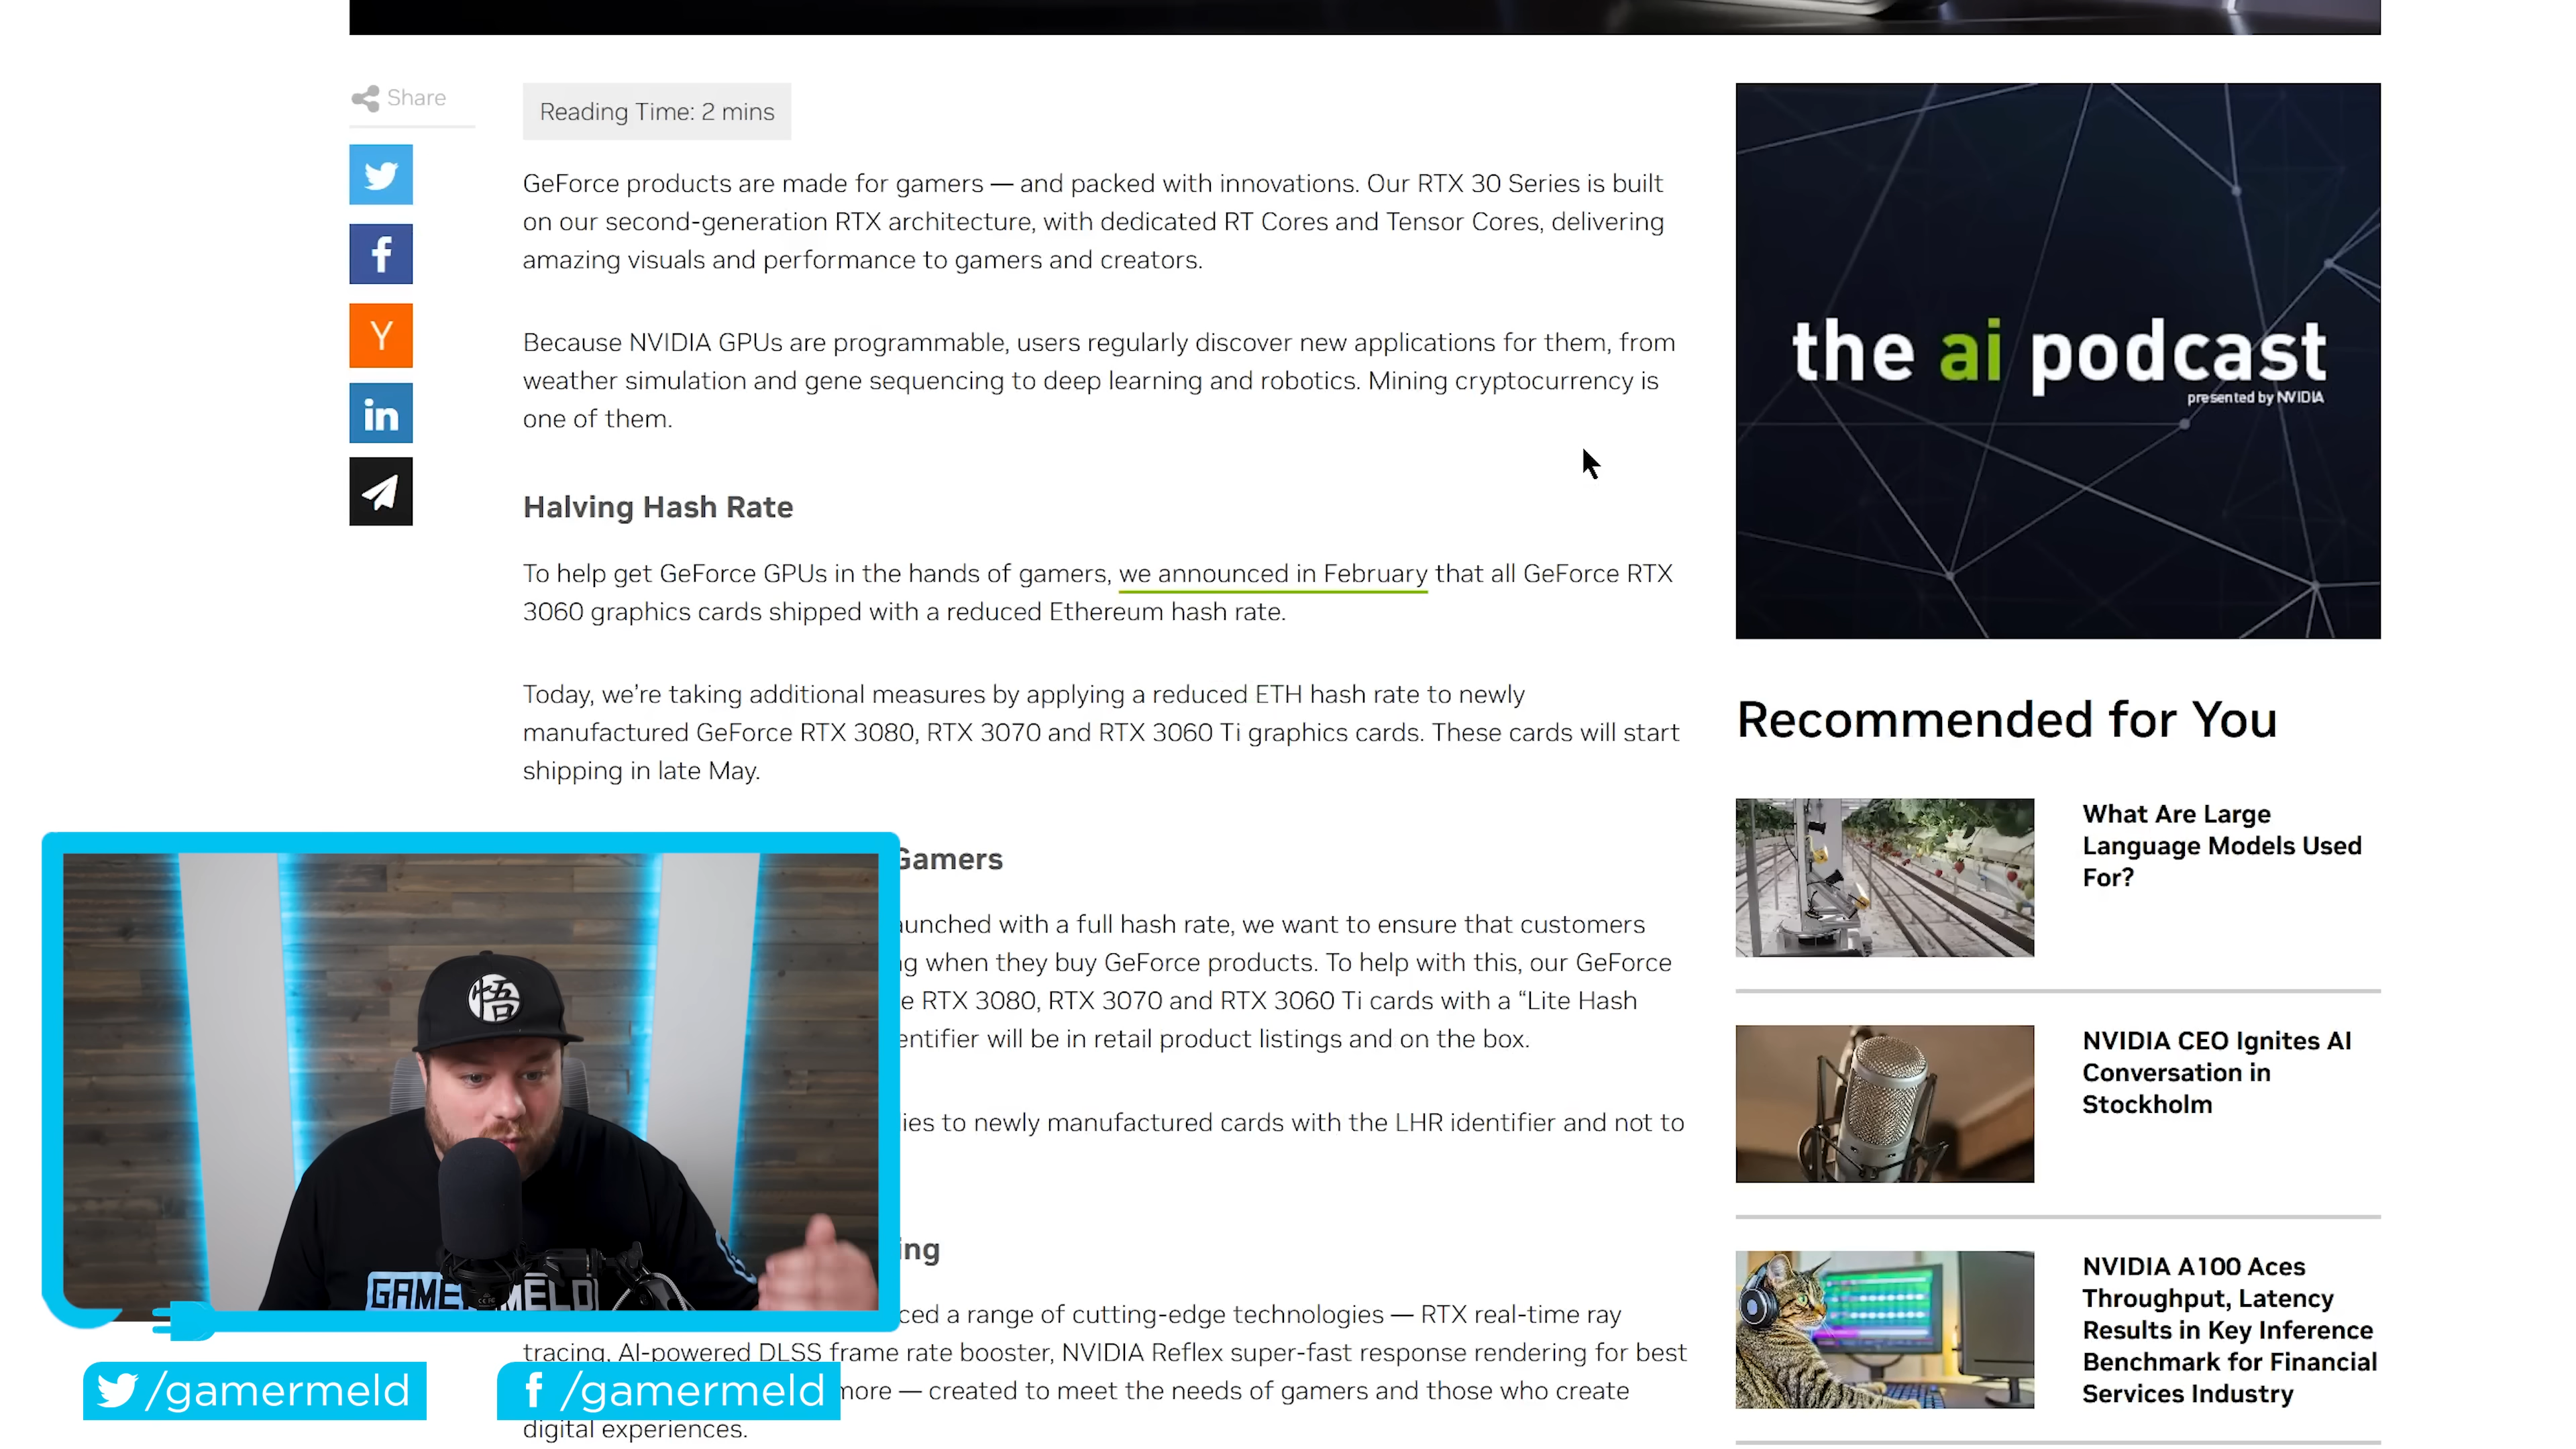 Share
Reading Time: 2 mins
GeForce products are made for gamers — and packed with innovations. Our RTX 30 Series is built
on our second-generation RTX architecture, with dedicated RT Cores and Tensor Cores, delivering
amazing visuals and performance to gamers and creators.
Because NVIDIA GPUs are programmable, users regularly discover new applications for them, from
weather simulation and gene sequencing to deep learning and robotics. Mining cryptocurrency is
one of them.
Halving Hash Rate
To help get GeForce GPUs in the hands of gamers, we announced in February that all GeForce RTX
3060 graphics cards shipped with a reduced Ethereum hash rate.
Today, we’re taking additional measures by applying a reduced ETH hash rate to newly
manufactured GeForce RTX 3080, RTX 3070 and RTX 3060 Ti graphics cards. These cards will start
shipping in late May.
Gamers
launched with a full hash rate, we want to ensure that customers
when they buy GeForce products. To help with this, our GeForce
RTX 3080, RTX 3070 and RTX 3060 Ti cards with a “Lite Hash
entifier will be in retail product listings and on the box.
ies to newly manufactured cards with the LHR identifier and not to
ing
ced a range of cutting-edge technologies — RTX real-time ray
tracing, AI-powered DLSS frame rate booster, NVIDIA Reflex super-fast response rendering for best
more — created to meet the needs of gamers and those who create
digital experiences.
the ai podcast
presented by NVIDIA
Recommended for You
What Are Large
Language Models Used
For?
NVIDIA CEO Ignites AI
Conversation in
Stockholm
NVIDIA A100 Aces
Throughput, Latency
Results in Key Inference
Benchmark for Financial
Services Industry
悟
GAMERMELD
/gamermeld
/gamermeld